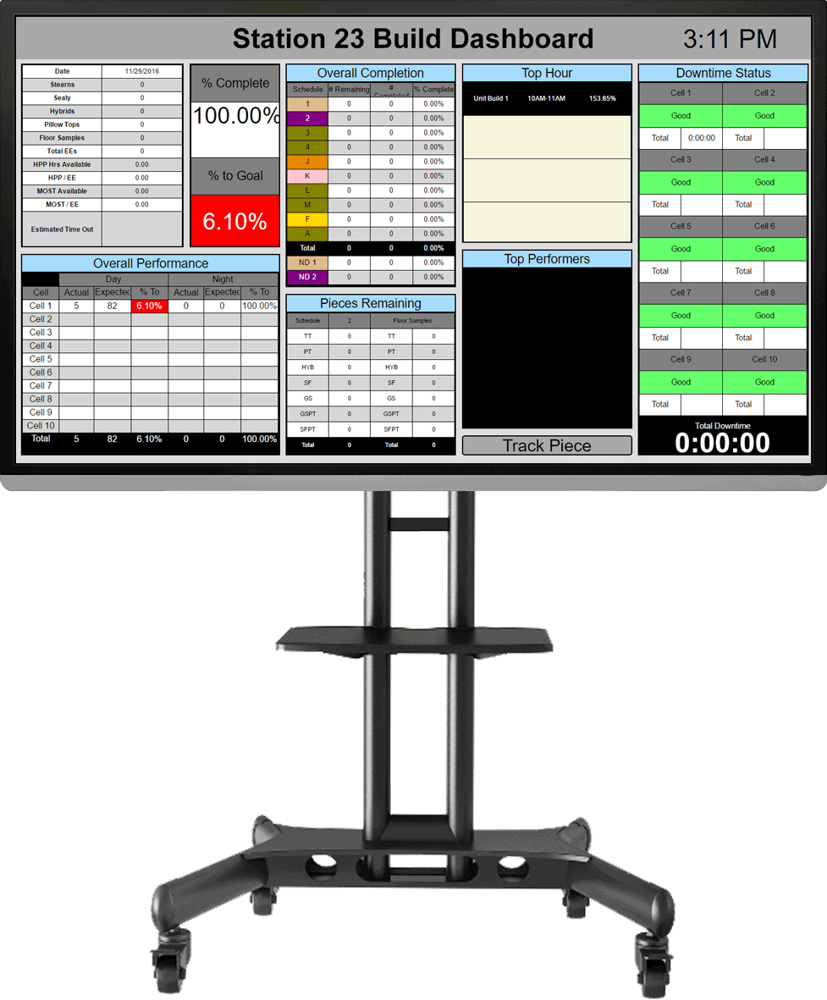 Station 23 Build Dashboard
3:11 PM
Date 11/29/2016
Stearns 0
Sealy 0
Hybrids 0
Pillow Tops 0
Floor Samples 0
Total EEs 0
HPP Hrs Available 0.00
HPP / EE 0.00
MOST Available 0.00
MOST / EE 0.00
Estimated Time Out
% Complete
100.00%
% to Goal
6.10%
Overall Performance
Day Night
Cell Actual Expected % To Actual Expected % To
Cell 1 5 82 6.10% 0 0 100.00%
Cell 2
Cell 3
Cell 4
Cell 5
Cell 6
Cell 7
Cell 8
Cell 9
Cell 10
Total 5 82 6.10% 0 0 100.00%
Overall Completion
Schedule # Remaining # Completed % Complete
1 0 0 0.00%
2 0 0 0.00%
3 0 0 0.00%
4 0 0 0.00%
J 0 0 0.00%
K 0 0 0.00%
L 0 0 0.00%
M 0 0 0.00%
F 0 0 0.00%
A 0 0 0.00%
Total 0 0 0.00%
ND 1 0 0 0.00%
ND 2 0 0 0.00%
Pieces Remaining
Schedule 2 Floor Samples
TT 0 TT 0
PT 0 PT 0
HYB 0 HYB 0
SF 0 SF 0
GS 0 GS 0
GSPT 0 GSPT 0
SFPT 0 SFPT 0
Total 0 Total 0
Top Hour
Unit Build 1 10AM-11AM 153.85%
Top Performers
Track Piece
Downtime Status
Cell 1 Cell 2
Good Good
Total 0:00:00 Total
Cell 3 Cell 4
Good Good
Total Total
Cell 5 Cell 6
Good Good
Total Total
Cell 7 Cell 8
Good Good
Total Total
Cell 9 Cell 10
Good Good
Total Total
Total Downtime
0:00:00